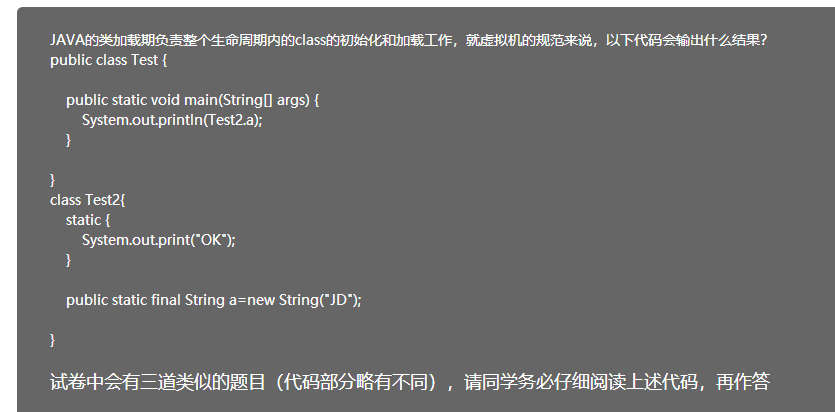 JAVA的类加载期负责整个生命周期内的class的初始化和加载工作，就虚拟机的规范来说，以下代码会输出什么结果？
public class Test {
public static void main(String[] args) {
System.out.println(Test2.a);
}
}
class Test2{
static {
System.out.print("OK");
}
public static final String a=new String("JD");
}
试卷中会有三道类似的题目（代码部分略有不同），请同学务必仔细阅读上述代码，再作答